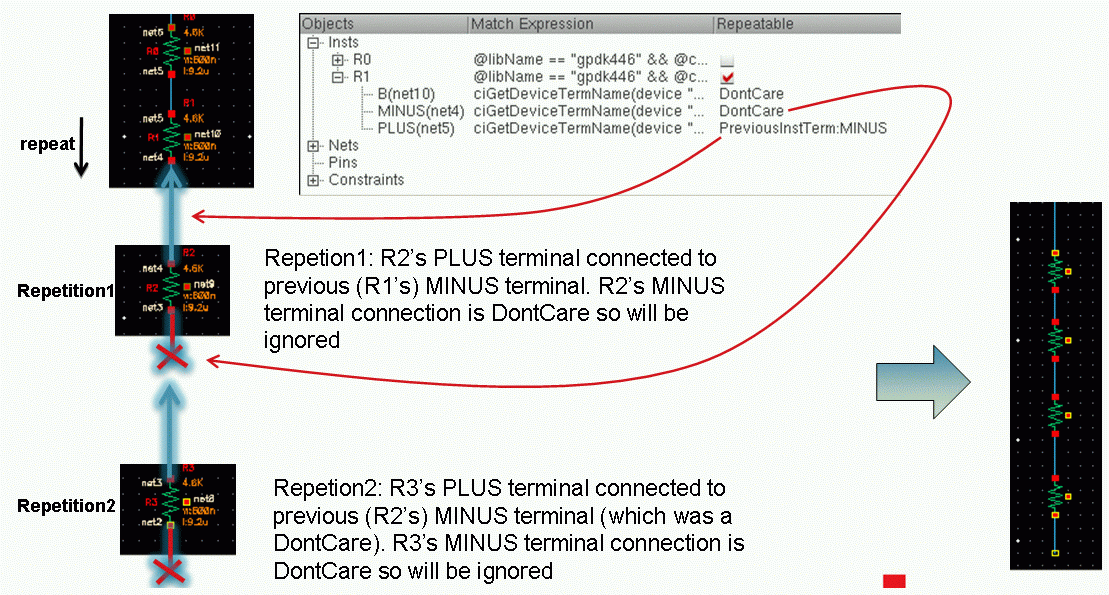 R0
net6 4.6K
R0 net11
w:600n
net5 l:9.2u
R1
net5 4.6K
R1 net10
w:600n
net4 l:9.2u
repeat
Objects Match Expression Repeatable
Insts
R0 @libName == "gpdk446" && @c...
R1 @libName == "gpdk446" && @c...
B(net10) ciGetDeviceTermName(device "... DontCare
MINUS(net4) ciGetDeviceTermName(device "... DontCare
PLUS(net5) ciGetDeviceTermName(device "... PreviousInstTerm:MINUS
Nets
Pins
Constraints
Repetition1
R2
net4 4.6K
R2 net9
w:600n
net3 l:9.2u
Repetion1: R2’s PLUS terminal connected to
previous (R1’s) MINUS terminal. R2’s MINUS
terminal connection is DontCare so will be
ignored
Repetition2
R3
net3 4.6K
R3 net8
w:600n
net2 l:9.2u
Repetion2: R3’s PLUS terminal connected to
previous (R2’s) MINUS terminal (which was a
DontCare). R3’s MINUS terminal connection is
DontCare so will be ignored